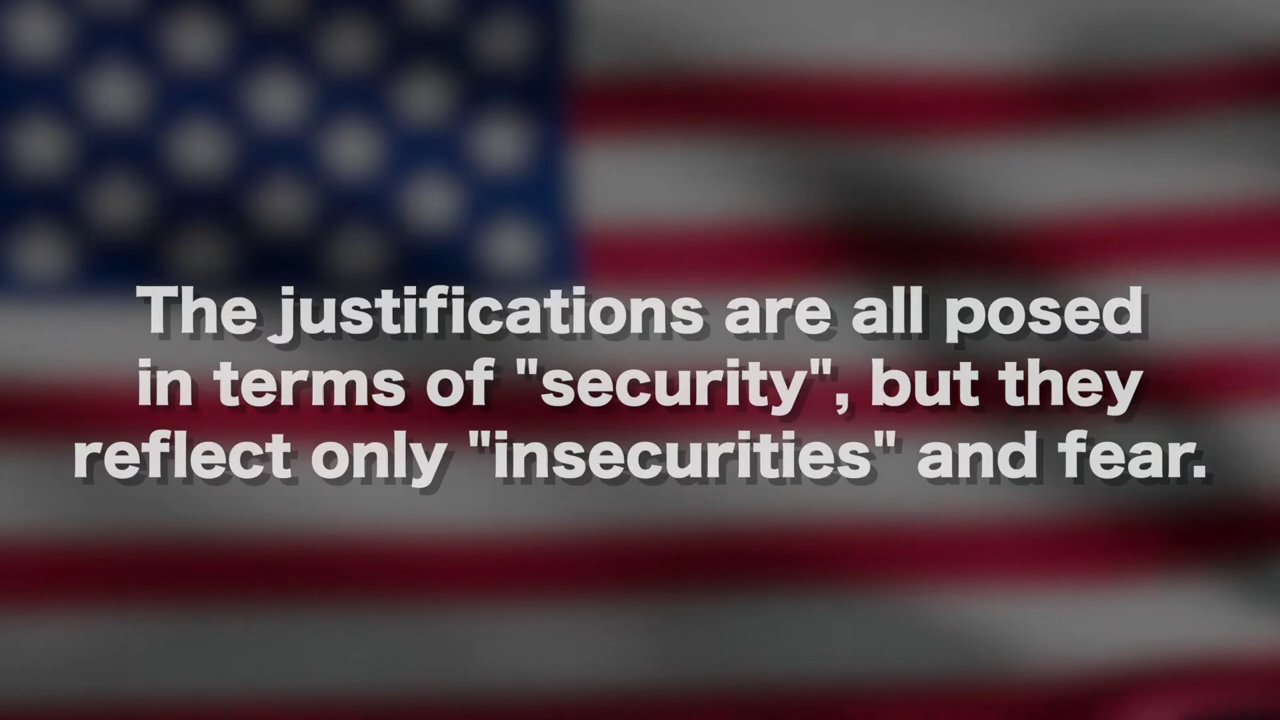 The justifications are all posed
in terms of "security", but they
reflect only "insecurities" and fear.